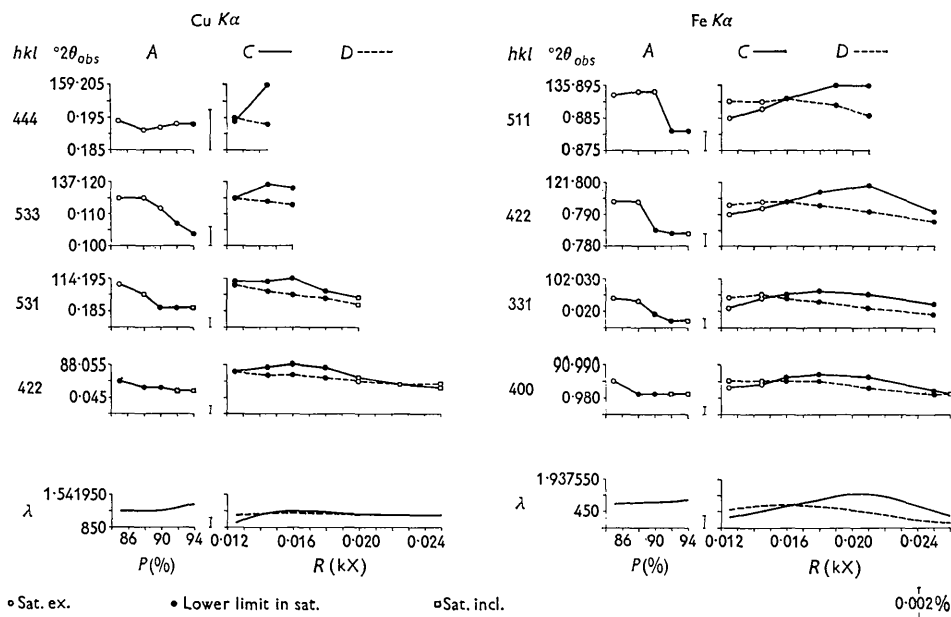 Cu Kα Fe Kα
hkl °2θobs A C D hkl °2θobs A C D
159·205 135·895
444 0·195 511 0·885
0·185 0·875
137·120 121·800
533 0·110 422 0·790
0·100 0·780
114·195 102·030
531 0·185 331 0·020
88·055 90·000
422 0·045 400 0·980
1·541950 1·937550
λ λ 450
850
86 ·90 94 0·012 0·016 0·020 0·024 86 ·90 94 0·012 0·016 0·020 0·024
P(%) R (kX) P(%) R (kX)
Sat. ex. Lower limit in sat. Sat. incl. 0·002%